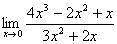 lim x→0 (4x³ − 2x² + x) / (3x² + 2x)